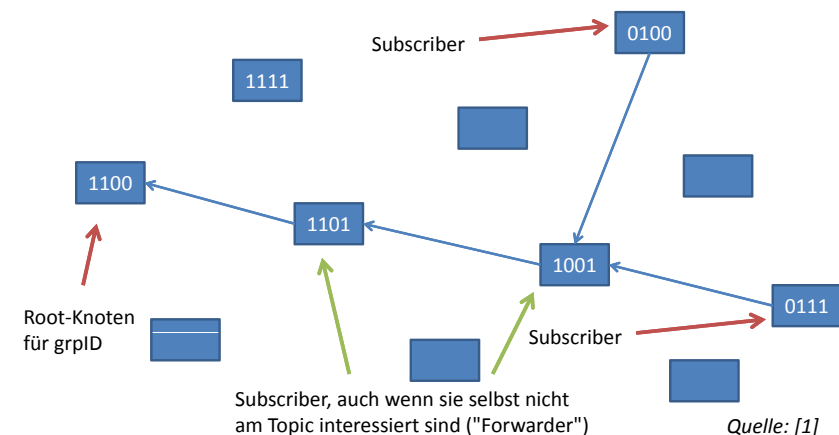 Subscriber
0100
1111
1100
1101
1001
0111
Root-Knoten
für grpID
Subscriber
Subscriber, auch wenn sie selbst nicht
am Topic interessiert sind ("Forwarder")
Quelle: [1]